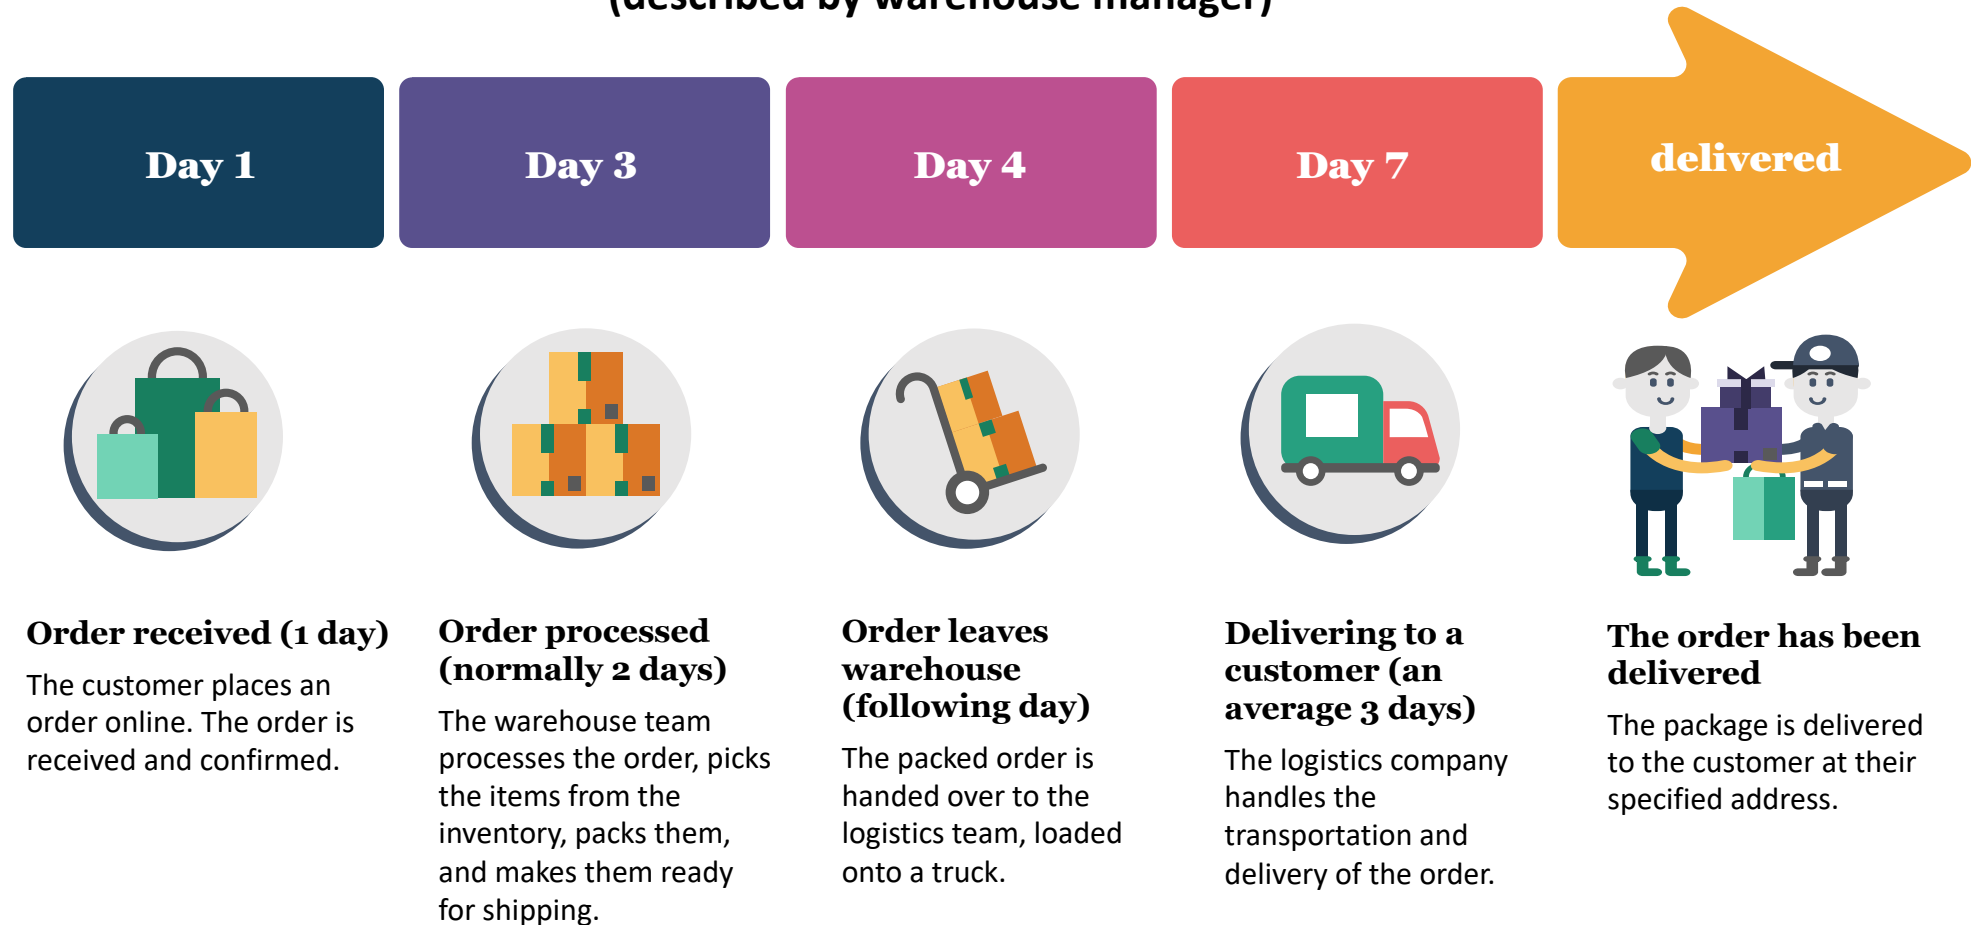 (described by warehouse manager)
Day 1
Day 3
Day 4
Day 7
delivered
Order received (1 day)
The customer places an
order online. The order is
received and confirmed.
Order processed
(normally 2 days)
The warehouse team
processes the order, picks
the items from the
inventory, packs them,
and makes them ready
for shipping.
Order leaves
warehouse
(following day)
The packed order is
handed over to the
logistics team, loaded
onto a truck.
Delivering to a
customer (an
average 3 days)
The logistics company
handles the
transportation and
delivery of the order.
The order has been
delivered
The package is delivered
to the customer at their
specified address.